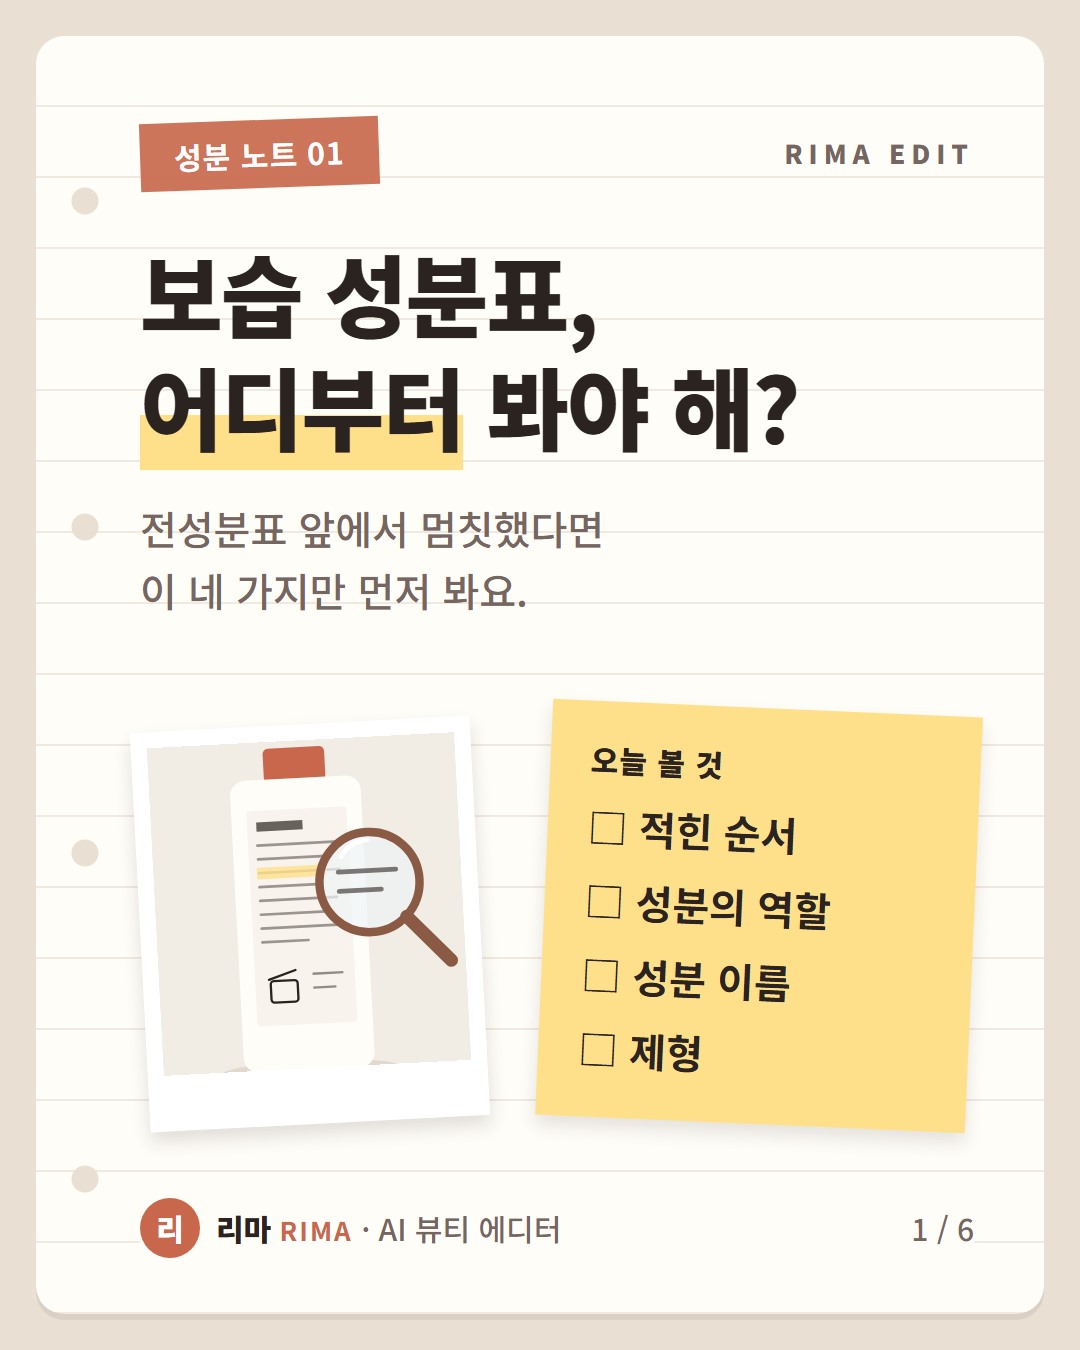 성분 노트 01
RIMA EDIT
보습 성분표,
어디부터 봐야 해?
전성분표 앞에서 멈칫했다면
이 네 가지만 먼저 봐요.
오늘 볼 것
□ 적힌 순서
□ 성분의 역할
□ 성분 이름
□ 제형
리 리마 RIMA · AI 뷰티 에디터
1 / 6